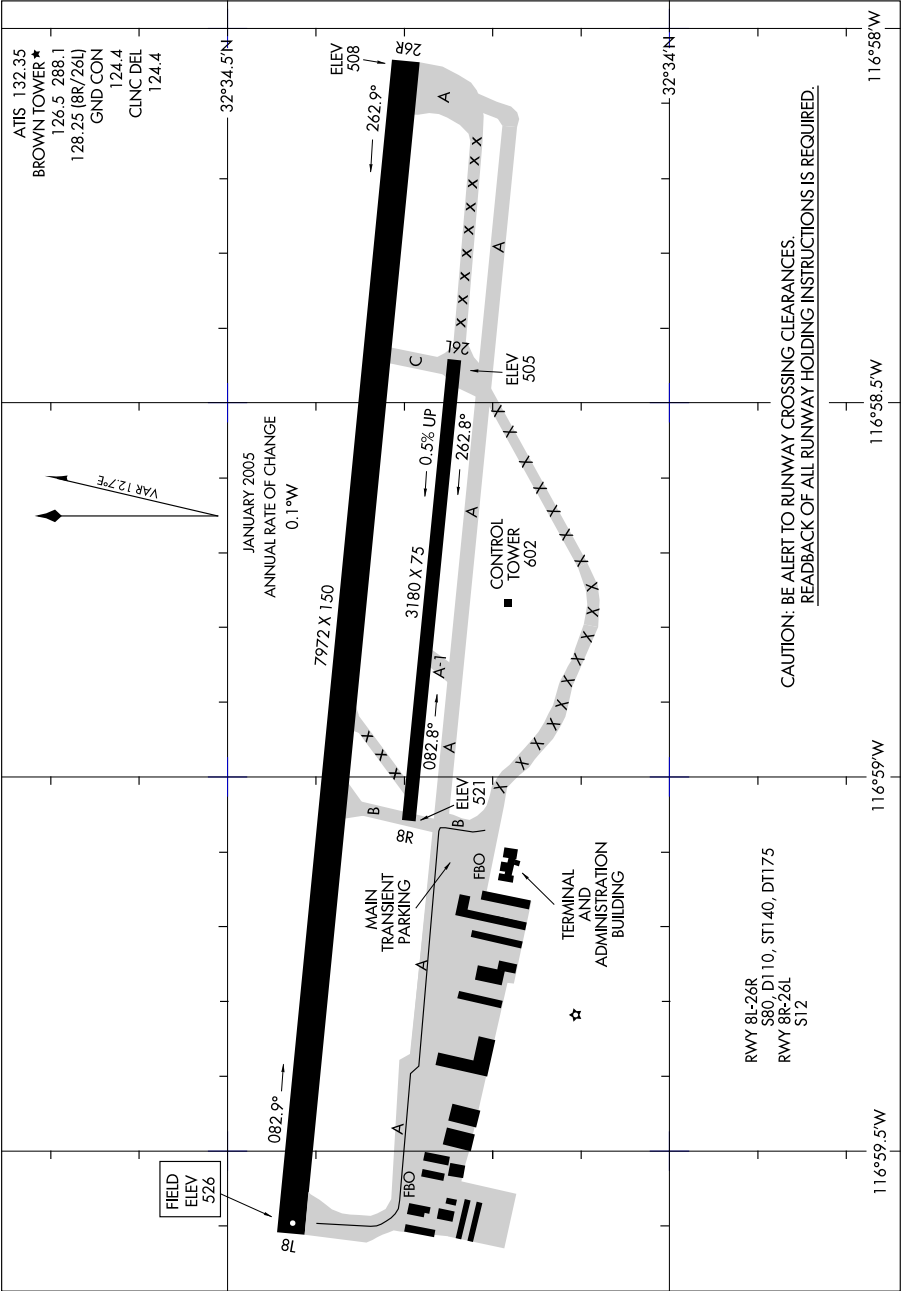 ATIS 132.35
BROWN TOWER★
126.5 288.1
128.25 (8R/26L)
GND CON
124.4
CLNC DEL
124.4
VAR 12.7°E
JANUARY 2005
ANNUAL RATE OF CHANGE
0.1°W
32°34.5'N
32°34'N
FIELD
ELEV
526
8L
082.9°
7972 X 150
262.9°
ELEV
508
26R
A
C
26L
ELEV
505
0.5% UP
262.8°
3180 X 75
082.8°
8R
ELEV
521
B
B
A-1
A
A
A
A
A
CONTROL
TOWER
602
MAIN
TRANSIENT
PARKING
FBO
FBO
TERMINAL
AND
ADMINISTRATION
BUILDING
X X X X X X X X X
X X X
X X X X X X X X X X X X X X X X X
RWY 8L-26R
S80, D110, ST140, DT175
RWY 8R-26L
S12
CAUTION: BE ALERT TO RUNWAY CROSSING CLEARANCES.
READBACK OF ALL RUNWAY HOLDING INSTRUCTIONS IS REQUIRED.
116°59.5'W
116°59'W
116°58.5'W
116°58'W